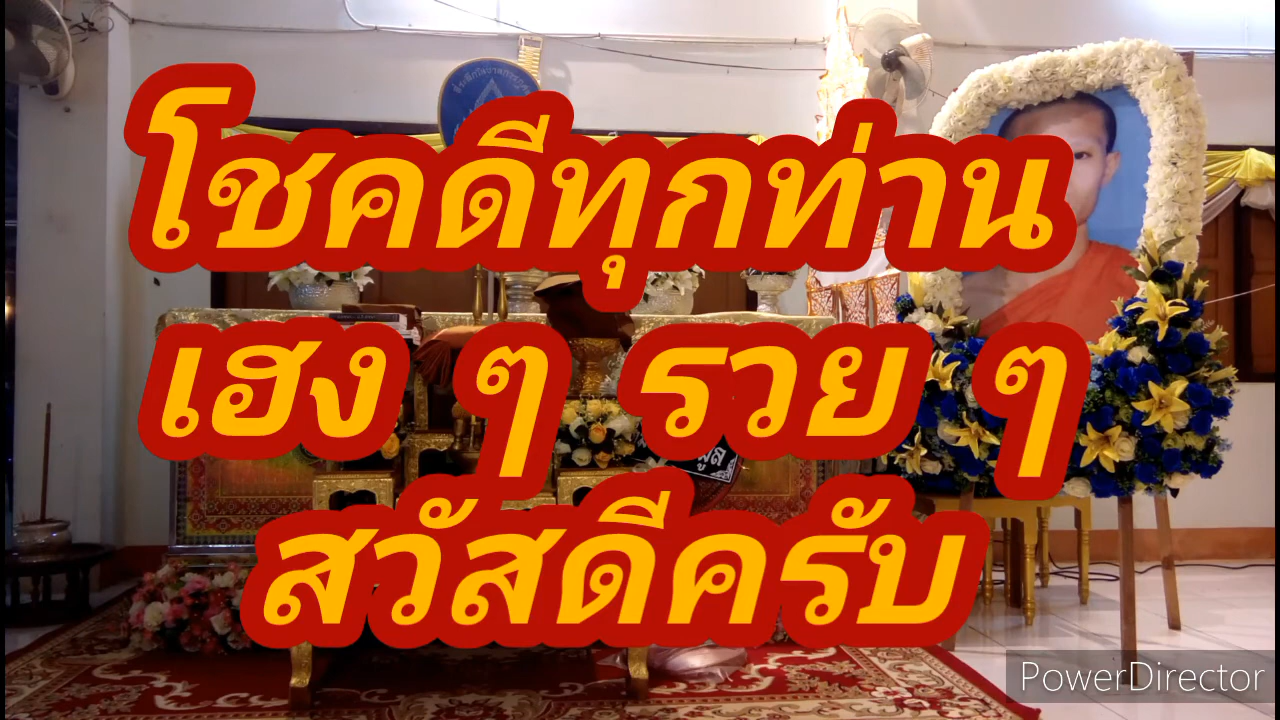 โชคดีทุกท่าน
เฮง ๆ รวย ๆ
สวัสดีครับ
PowerDirector